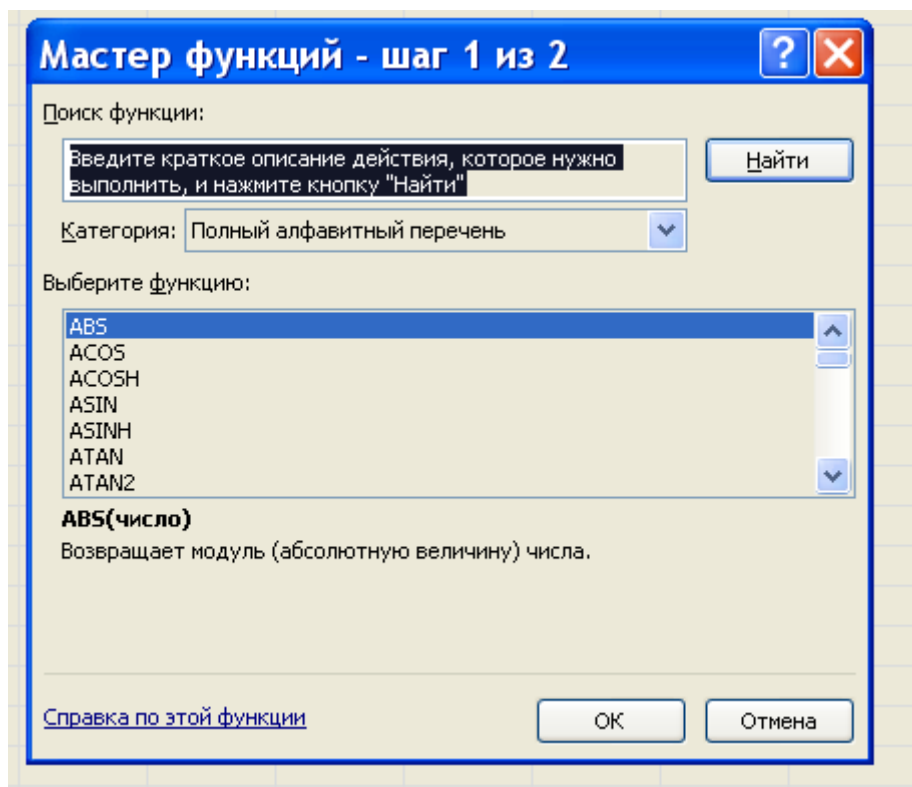 Мастер функций - шаг 1 из 2
Поиск функции:
Введите краткое описание действия, которое нужно
выполнить, и нажмите кнопку "Найти"
Найти
Категория: Полный алфавитный перечень
Выберите функцию:
ABS
ACOS
ACOSH
ASIN
ASINH
ATAN
ATAN2
ABS(число)
Возвращает модуль (абсолютную величину) числа.
Справка по этой функции
ОК
Отмена